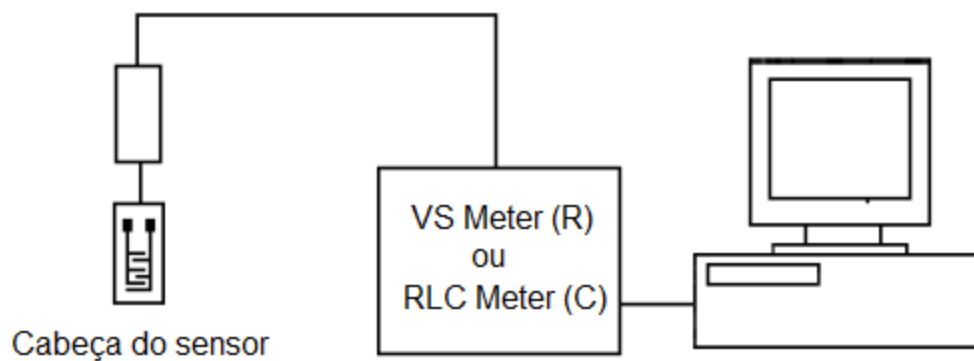 VS Meter (R)
ou
RLC Meter (C)
Cabeça do sensor